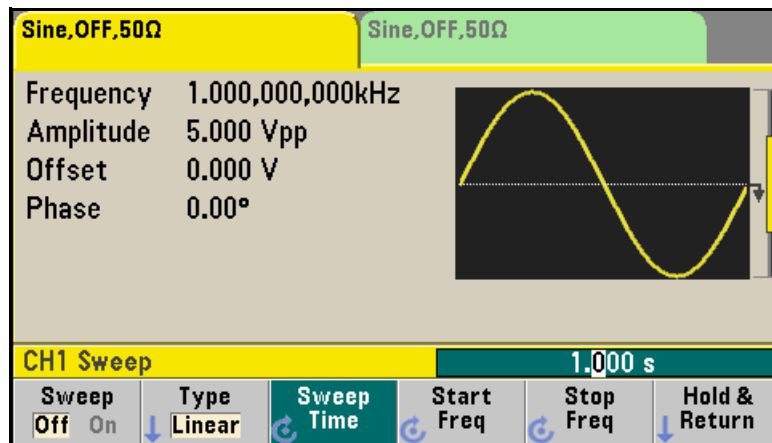 Sine,OFF,50Ω
Sine,OFF,50Ω
Frequency 1.000,000,000kHz
Amplitude 5.000 Vpp
Offset 0.000 V
Phase 0.00°
CH1 Sweep 1.000 s
Sweep Off On
Type Linear
Sweep Time
Start Freq
Stop Freq
Hold & Return